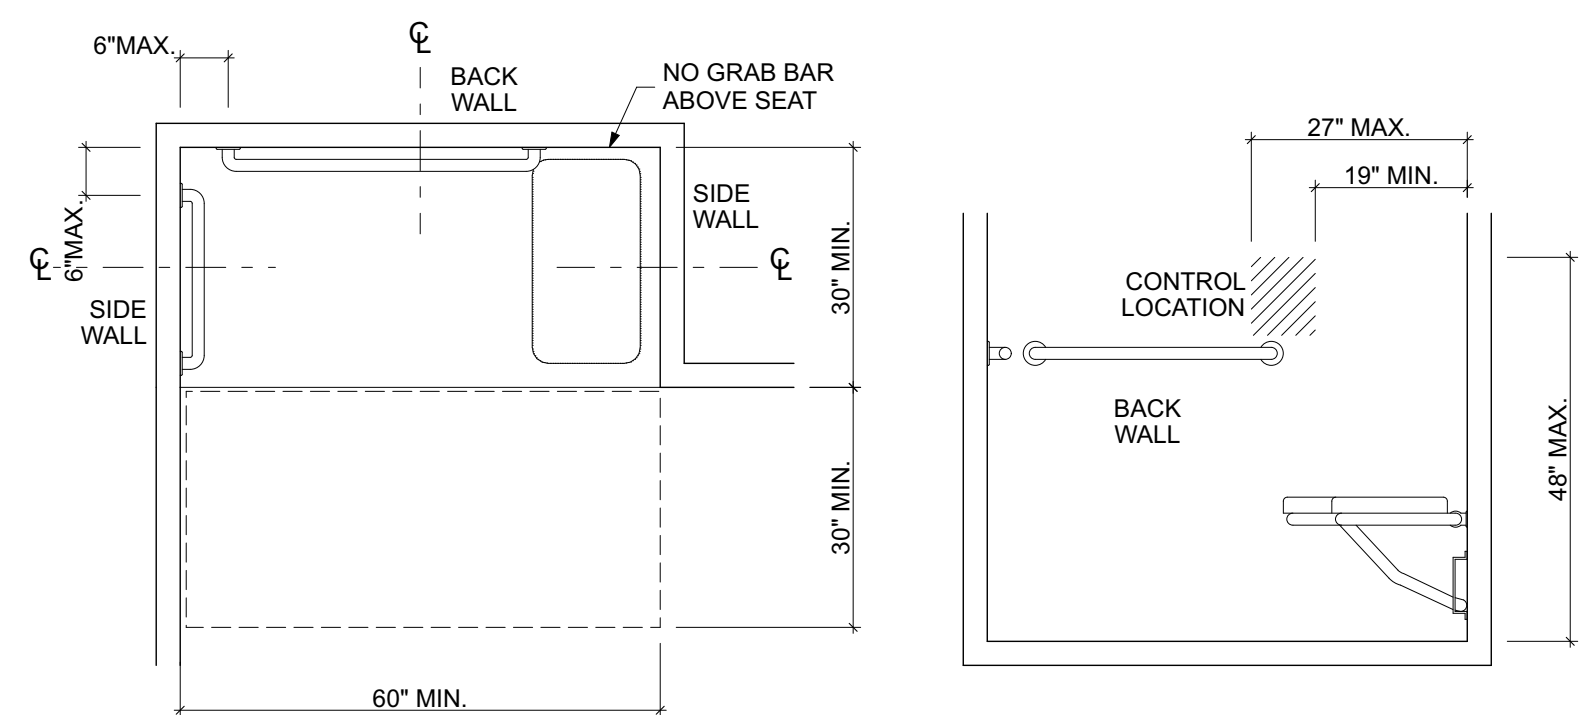 6"MAX.
℄
BACK
WALL
NO GRAB BAR
ABOVE SEAT
6"MAX.
℄
SIDE
WALL
SIDE
WALL
℄
30" MIN.
30" MIN.
60" MIN.
27" MAX.
19" MIN.
CONTROL
LOCATION
BACK
WALL
48" MAX.